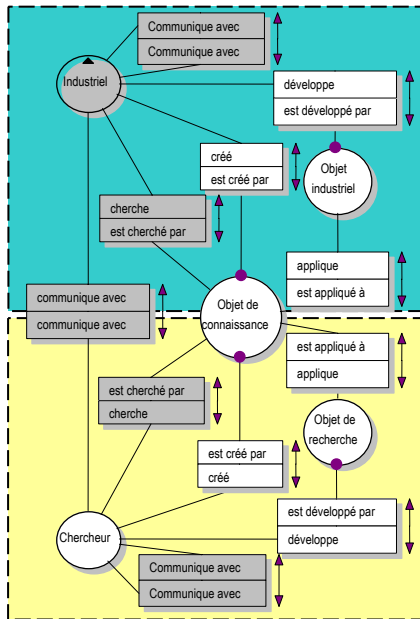 Communique avec
Communique avec
Industriel
développe
est développé par
créé
est créé par
Objet
industriel
cherche
est cherché par
applique
est appliqué à
communique avec
communique avec
Objet de
connaissance
est appliqué à
applique
est cherché par
cherche
Objet de
recherche
est créé par
créé
est développé par
développe
Chercheur
Communique avec
Communique avec